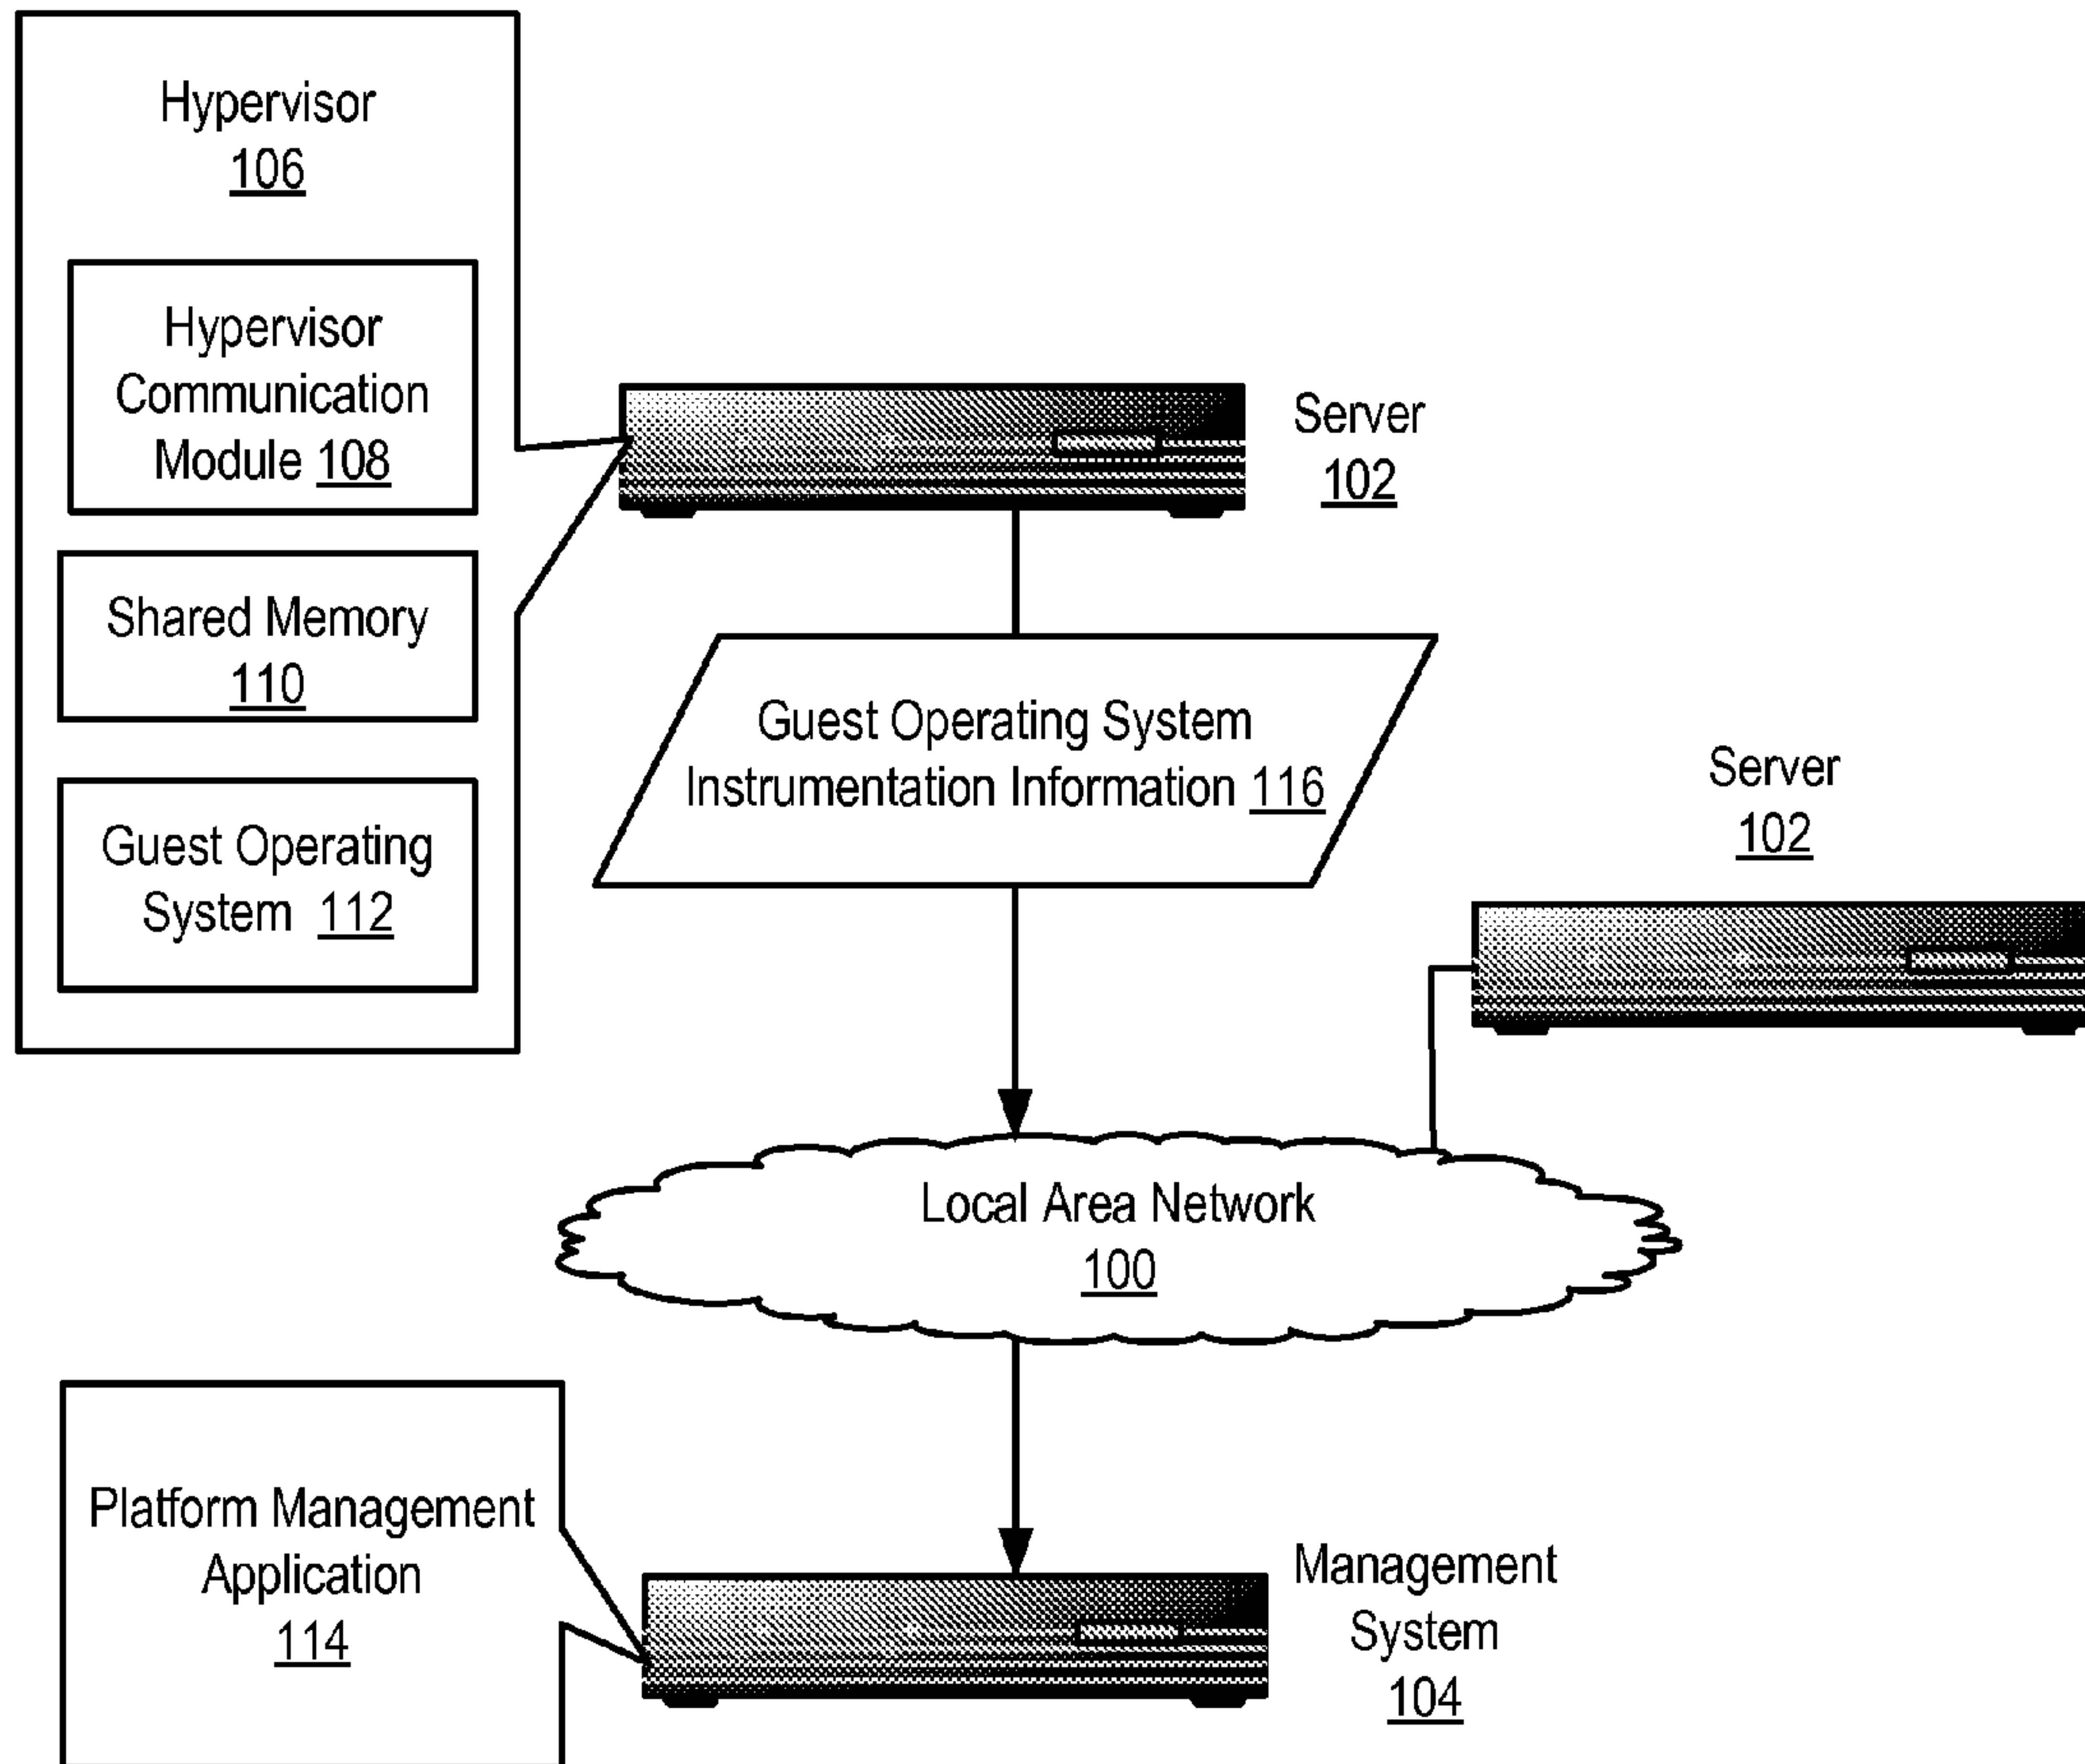 Hypervisor
106
Hypervisor
Communication
Module 108
Shared Memory
110
Guest Operating
System 112
Server
102
Guest Operating System
Instrumentation Information 116
Server
102
Local Area Network
100
Platform Management
Application
114
Management
System
104